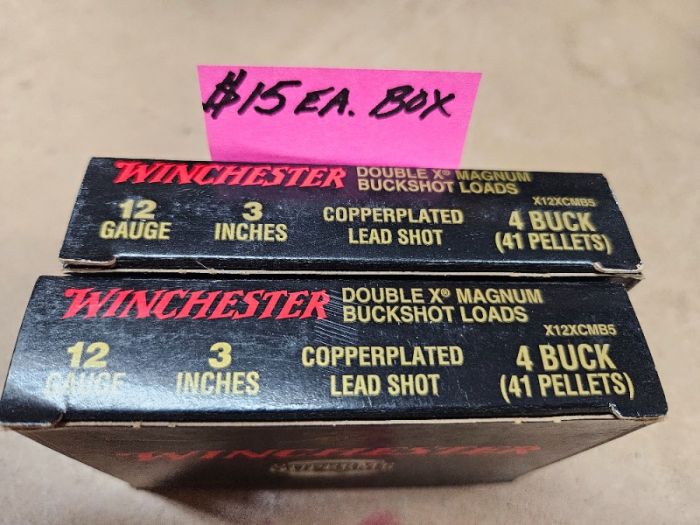 $15 EA. BOX
WINCHESTER DOUBLE X® MAGNUM BUCKSHOT LOADS
X12XCMB5
12 GAUGE 3 INCHES COPPERPLATED LEAD SHOT 4 BUCK (41 PELLETS)
WINCHESTER DOUBLE X® MAGNUM BUCKSHOT LOADS
X12XCMB5
12 GAUGE 3 INCHES COPPERPLATED LEAD SHOT 4 BUCK (41 PELLETS)
WINCHESTER
SUPREME